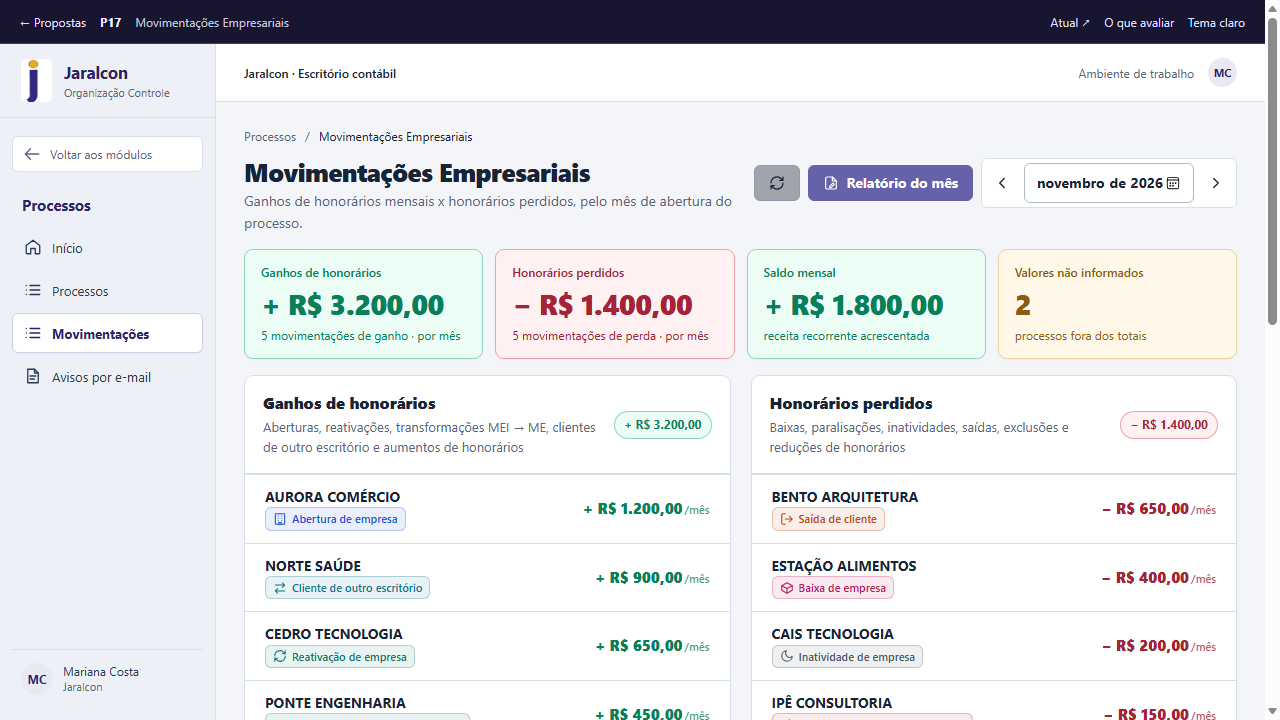 ← Propostas P17 Movimentações Empresariais Atual ↗ O que avaliar Tema claro
Jaralcon
Organização Controle
Jaralcon · Escritório contábil
Ambiente de trabalho MC
Voltar aos módulos
Processos
Início
Processos
Movimentações
Avisos por e-mail
MC
Mariana Costa
Jaralcon
Processos / Movimentações Empresariais
Movimentações Empresariais
Ganhos de honorários mensais x honorários perdidos, pelo mês de abertura do
processo.
Relatório do mês
novembro de 2026
Ganhos de honorários
+ R$ 3.200,00
5 movimentações de ganho · por mês
Honorários perdidos
− R$ 1.400,00
5 movimentações de perda · por mês
Saldo mensal
+ R$ 1.800,00
receita recorrente acrescentada
Valores não informados
2
processos fora dos totais
Ganhos de honorários
Aberturas, reativações, transformações MEI → ME, clientes
de outro escritório e aumentos de honorários
+ R$ 3.200,00
AURORA COMÉRCIO
Abertura de empresa
+ R$ 1.200,00 /mês
NORTE SAÚDE
Cliente de outro escritório
+ R$ 900,00 /mês
CEDRO TECNOLOGIA
Reativação de empresa
+ R$ 650,00 /mês
PONTE ENGENHARIA
+ R$ 450,00 /mês
Honorários perdidos
Baixas, paralisações, inatividades, saídas, exclusões e
reduções de honorários
− R$ 1.400,00
BENTO ARQUITETURA
Saída de cliente
− R$ 650,00 /mês
ESTAÇÃO ALIMENTOS
Baixa de empresa
− R$ 400,00 /mês
CAIS TECNOLOGIA
Inatividade de empresa
− R$ 200,00 /mês
IPÊ CONSULTORIA
− R$ 150,00 /mês